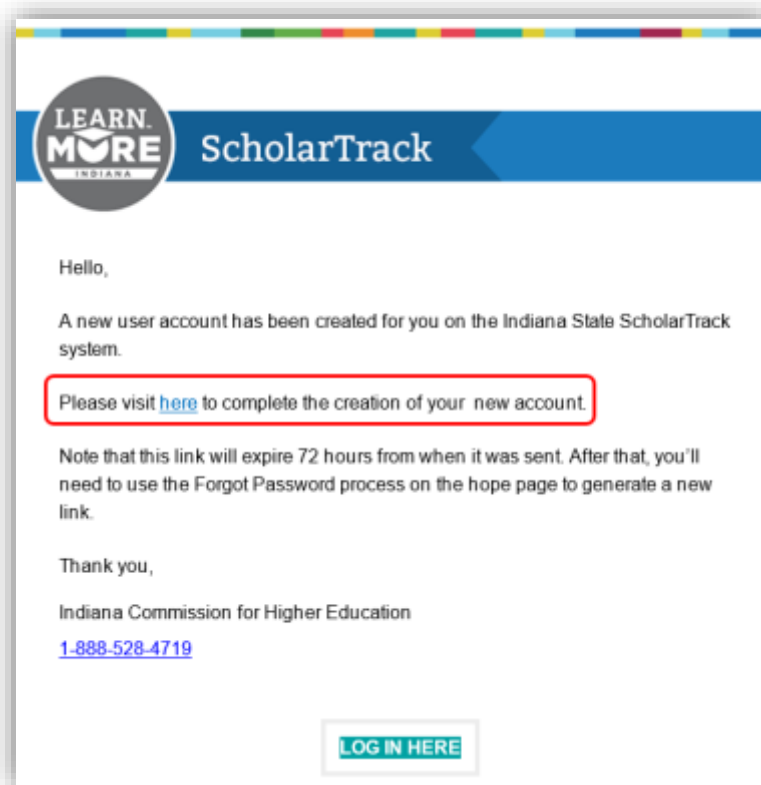 LEARN.
MORE
INDIANA
ScholarTrack
Hello,
A new user account has been created for you on the Indiana State ScholarTrack
system.
Please visit here to complete the creation of your new account.
Note that this link will expire 72 hours from when it was sent. After that, you'll
need to use the Forgot Password process on the hope page to generate a new
link.
Thank you,
Indiana Commission for Higher Education
1-888-528-4719
LOG IN HERE